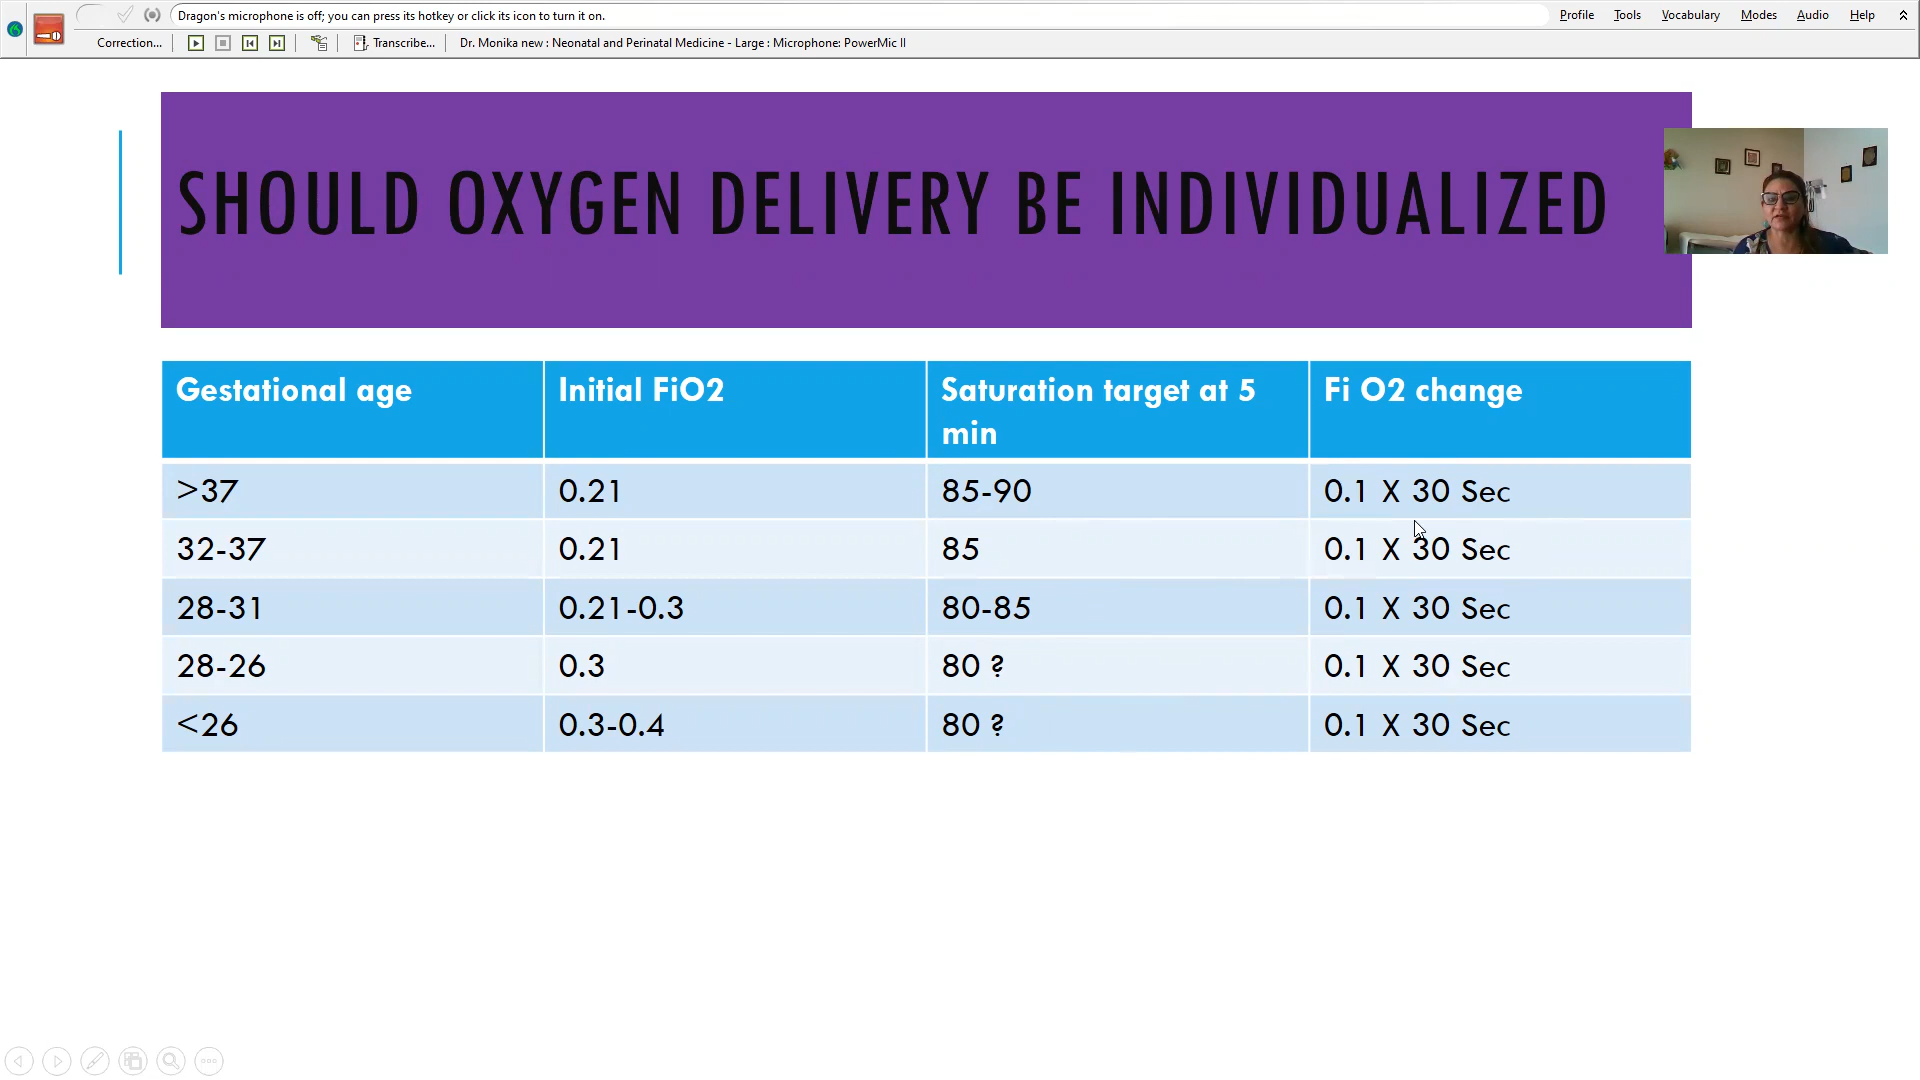 Dragon's microphone is off; you can press its hotkey or click its icon to turn it on.
Profile Tools Vocabulary Modes Audio Help
Correction... Transcribe... Dr. Monika new : Neonatal and Perinatal Medicine - Large : Microphone: PowerMic II
SHOULD OXYGEN DELIVERY BE INDIVIDUALIZED
Gestational age Initial FiO2 Saturation target at 5 min Fi O2 change
>37 0.21 85-90 0.1 X 30 Sec
32-37 0.21 85 0.1 X 30 Sec
28-31 0.21-0.3 80-85 0.1 X 30 Sec
28-26 0.3 80 ? 0.1 X 30 Sec
<26 0.3-0.4 80 ? 0.1 X 30 Sec